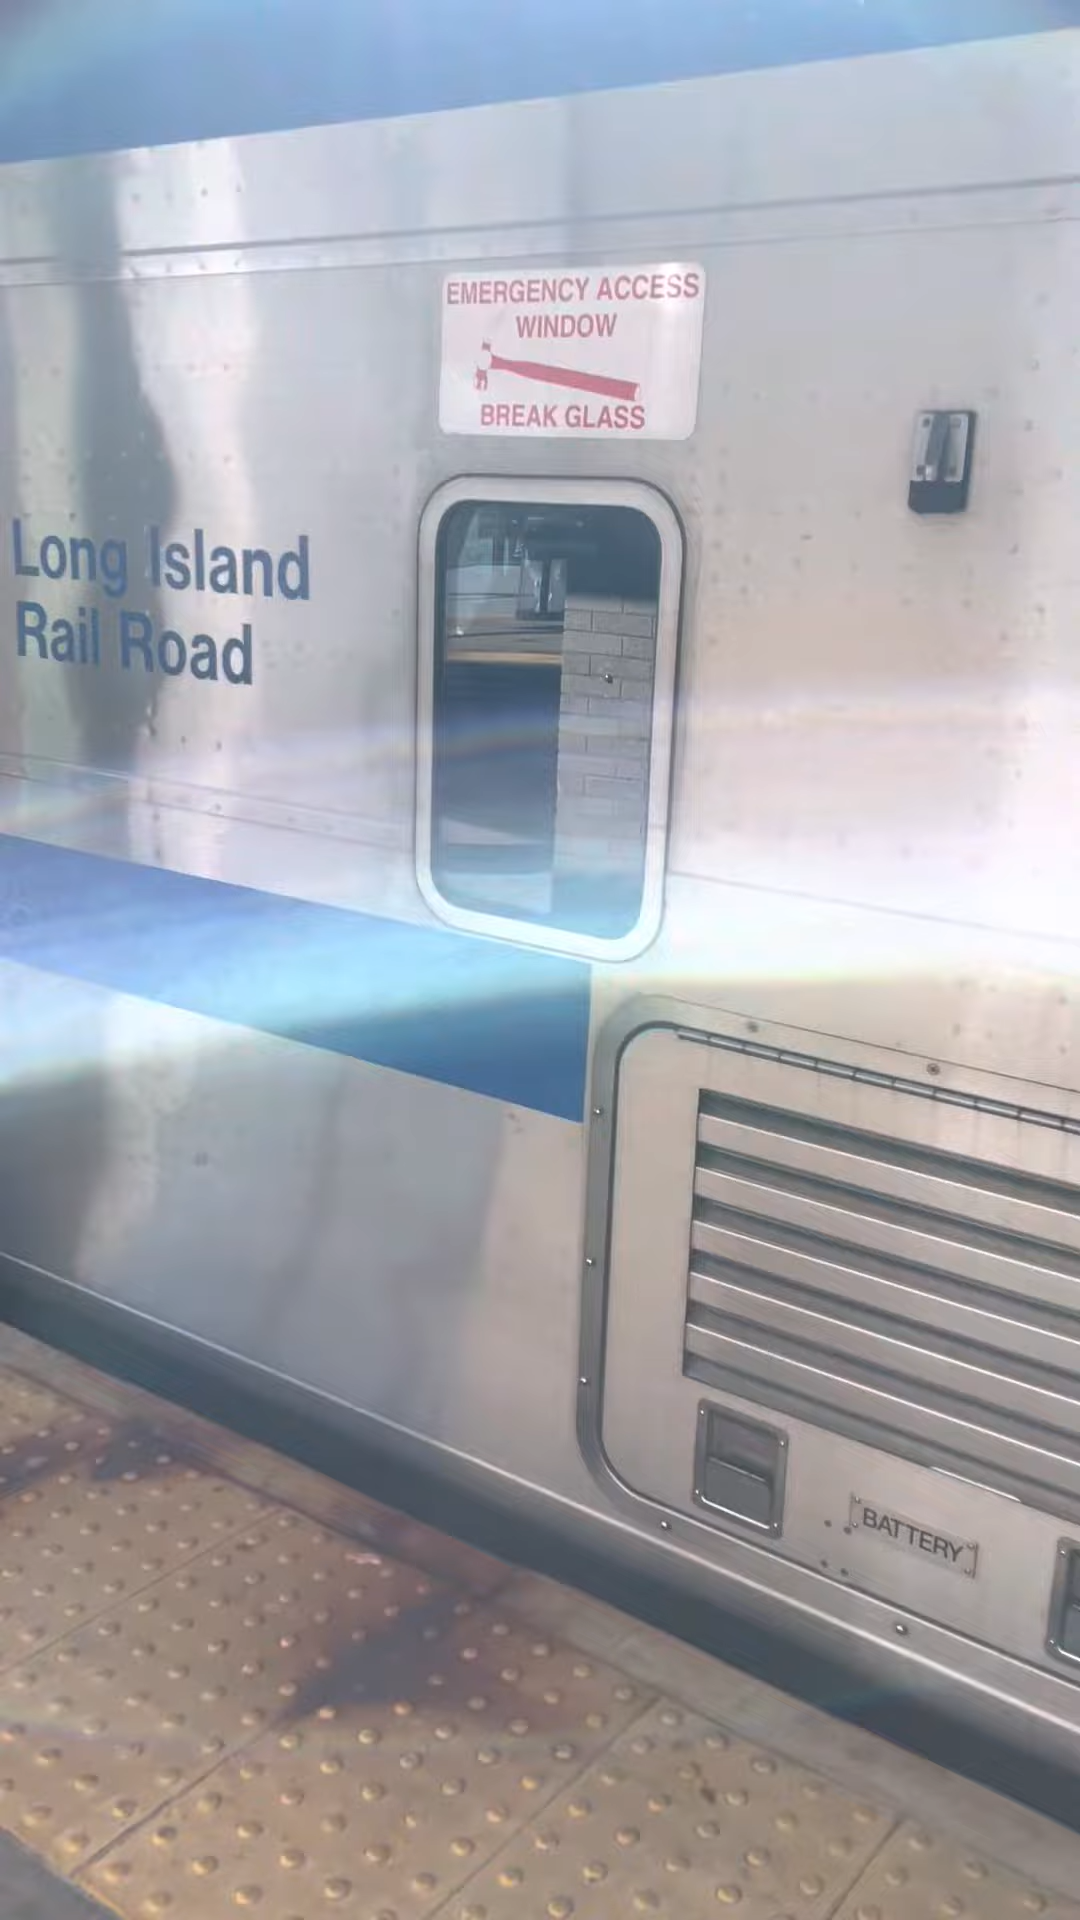 EMERGENCY ACCESS
WINDOW
BREAK GLASS
Long Island
Rail Road
BATTERY